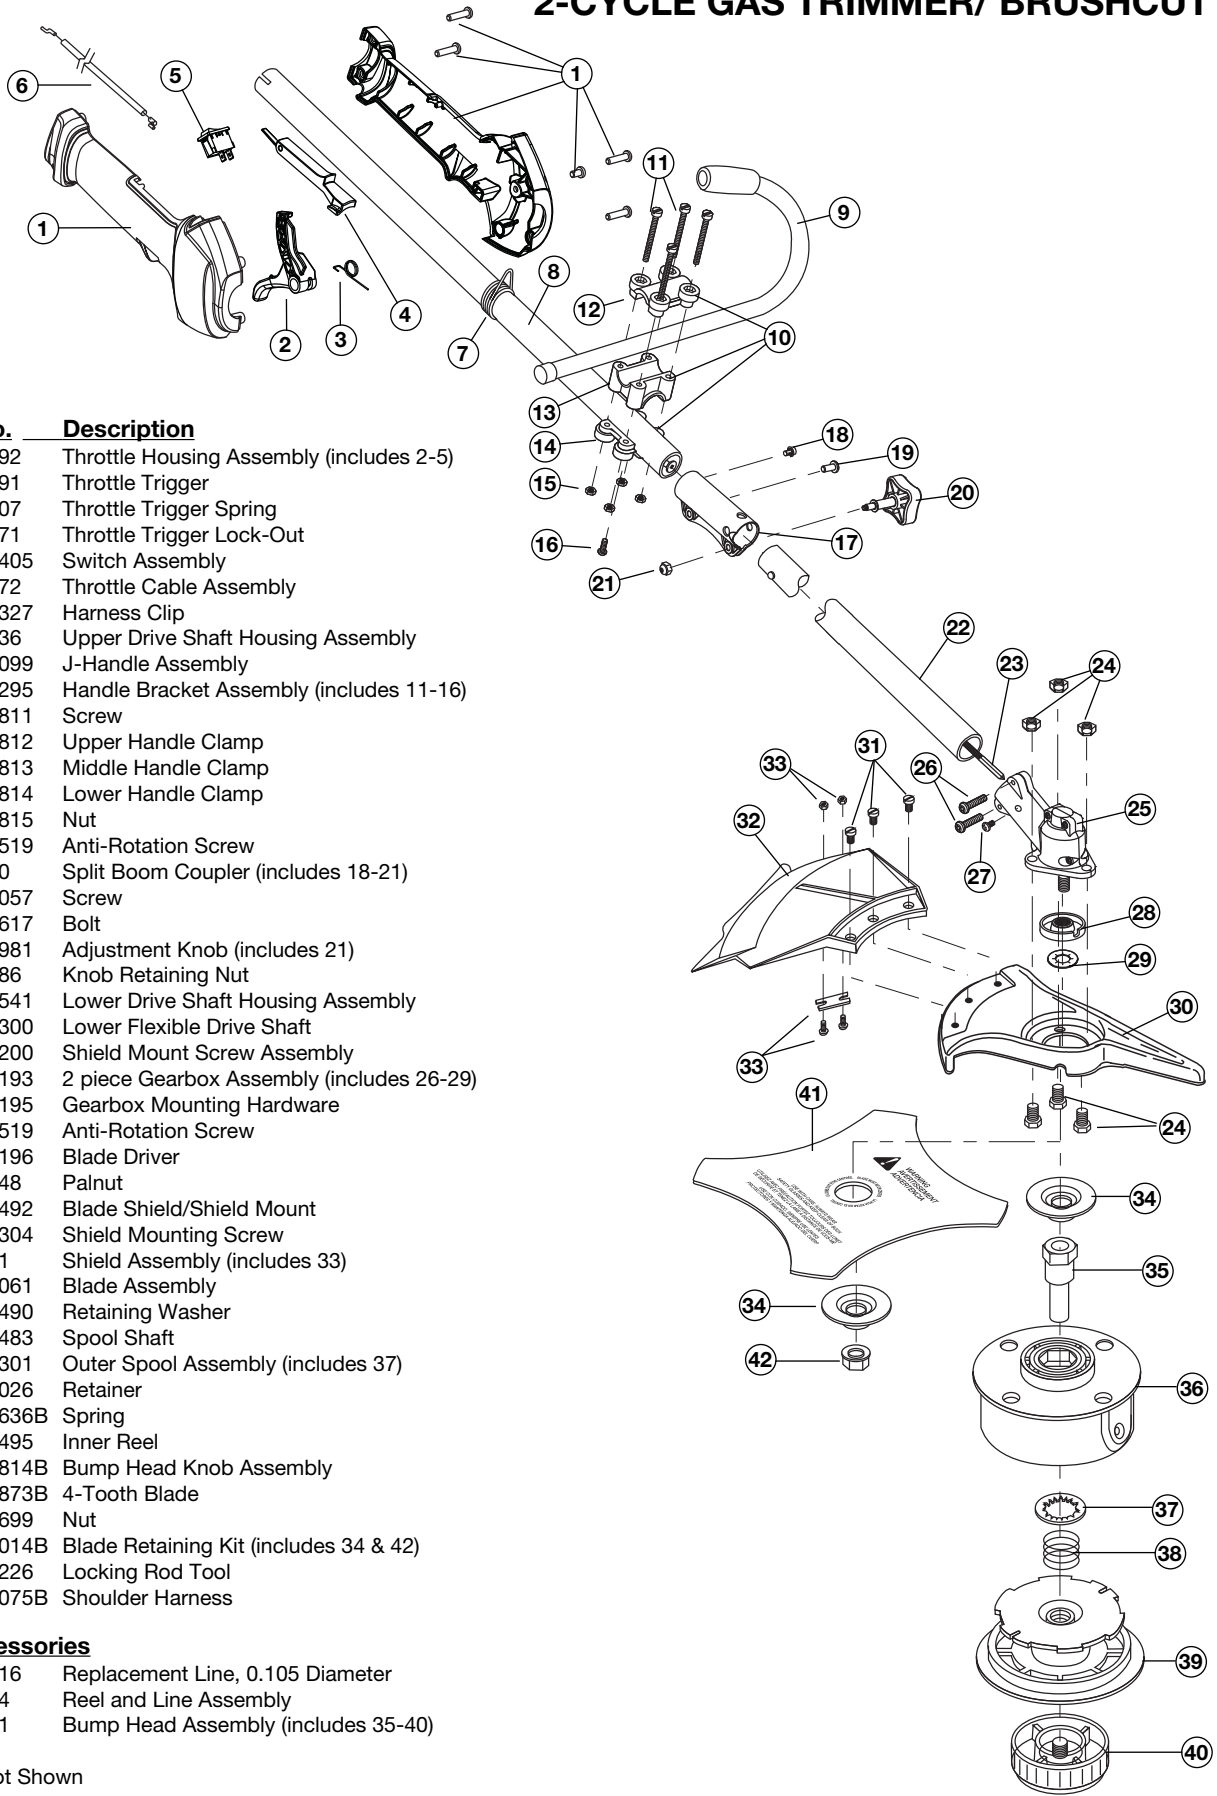 2-CYCLE GAS TRIMMER/ BRUSHCUT
6
5
1
1
2
3
4
7
8
11
9
12
10
13
14
15
16
18
19
20
17
21
22
23
24
26
31
33
32
25
27
28
29
30
33
24
41
WARNING
AVERTISSEMENT
ADVERTENCIA
34
35
34
42
36
37
38
39
40
o. Description
92 Throttle Housing Assembly (includes 2-5)
91 Throttle Trigger
07 Throttle Trigger Spring
71 Throttle Trigger Lock-Out
405 Switch Assembly
72 Throttle Cable Assembly
327 Harness Clip
36 Upper Drive Shaft Housing Assembly
099 J-Handle Assembly
295 Handle Bracket Assembly (includes 11-16)
811 Screw
812 Upper Handle Clamp
813 Middle Handle Clamp
814 Lower Handle Clamp
815 Nut
519 Anti-Rotation Screw
0 Split Boom Coupler (includes 18-21)
057 Screw
617 Bolt
981 Adjustment Knob (includes 21)
86 Knob Retaining Nut
541 Lower Drive Shaft Housing Assembly
300 Lower Flexible Drive Shaft
200 Shield Mount Screw Assembly
193 2 piece Gearbox Assembly (includes 26-29)
195 Gearbox Mounting Hardware
519 Anti-Rotation Screw
196 Blade Driver
48 Palnut
492 Blade Shield/Shield Mount
304 Shield Mounting Screw
1 Shield Assembly (includes 33)
061 Blade Assembly
490 Retaining Washer
483 Spool Shaft
301 Outer Spool Assembly (includes 37)
026 Retainer
636B Spring
495 Inner Reel
814B Bump Head Knob Assembly
873B 4-Tooth Blade
699 Nut
014B Blade Retaining Kit (includes 34 & 42)
226 Locking Rod Tool
075B Shoulder Harness
essories
16 Replacement Line, 0.105 Diameter
4 Reel and Line Assembly
1 Bump Head Assembly (includes 35-40)
ot Shown